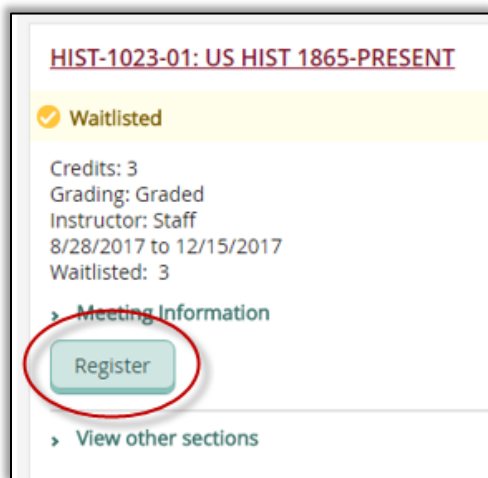 HIST-1023-01: US HIST 1865-PRESENT
Waitlisted
Credits: 3
Grading: Graded
Instructor: Staff
8/28/2017 to 12/15/2017
Waitlisted: 3
Meeting Information
Register
View other sections